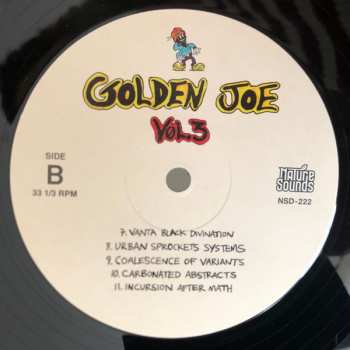 GOLDEN JOE
VOL.3
SIDE
B
33 1/3 RPM
NATURE
SOUNDS
NSD-222
7. VANTA BLACK DIVINATION
8. URBAN SPROCKETS SYSTEMS
9. COALESCENCE OF VARIANTS
10. CARBONATED ABSTRACTS
11. INCURSION AFTER MATH